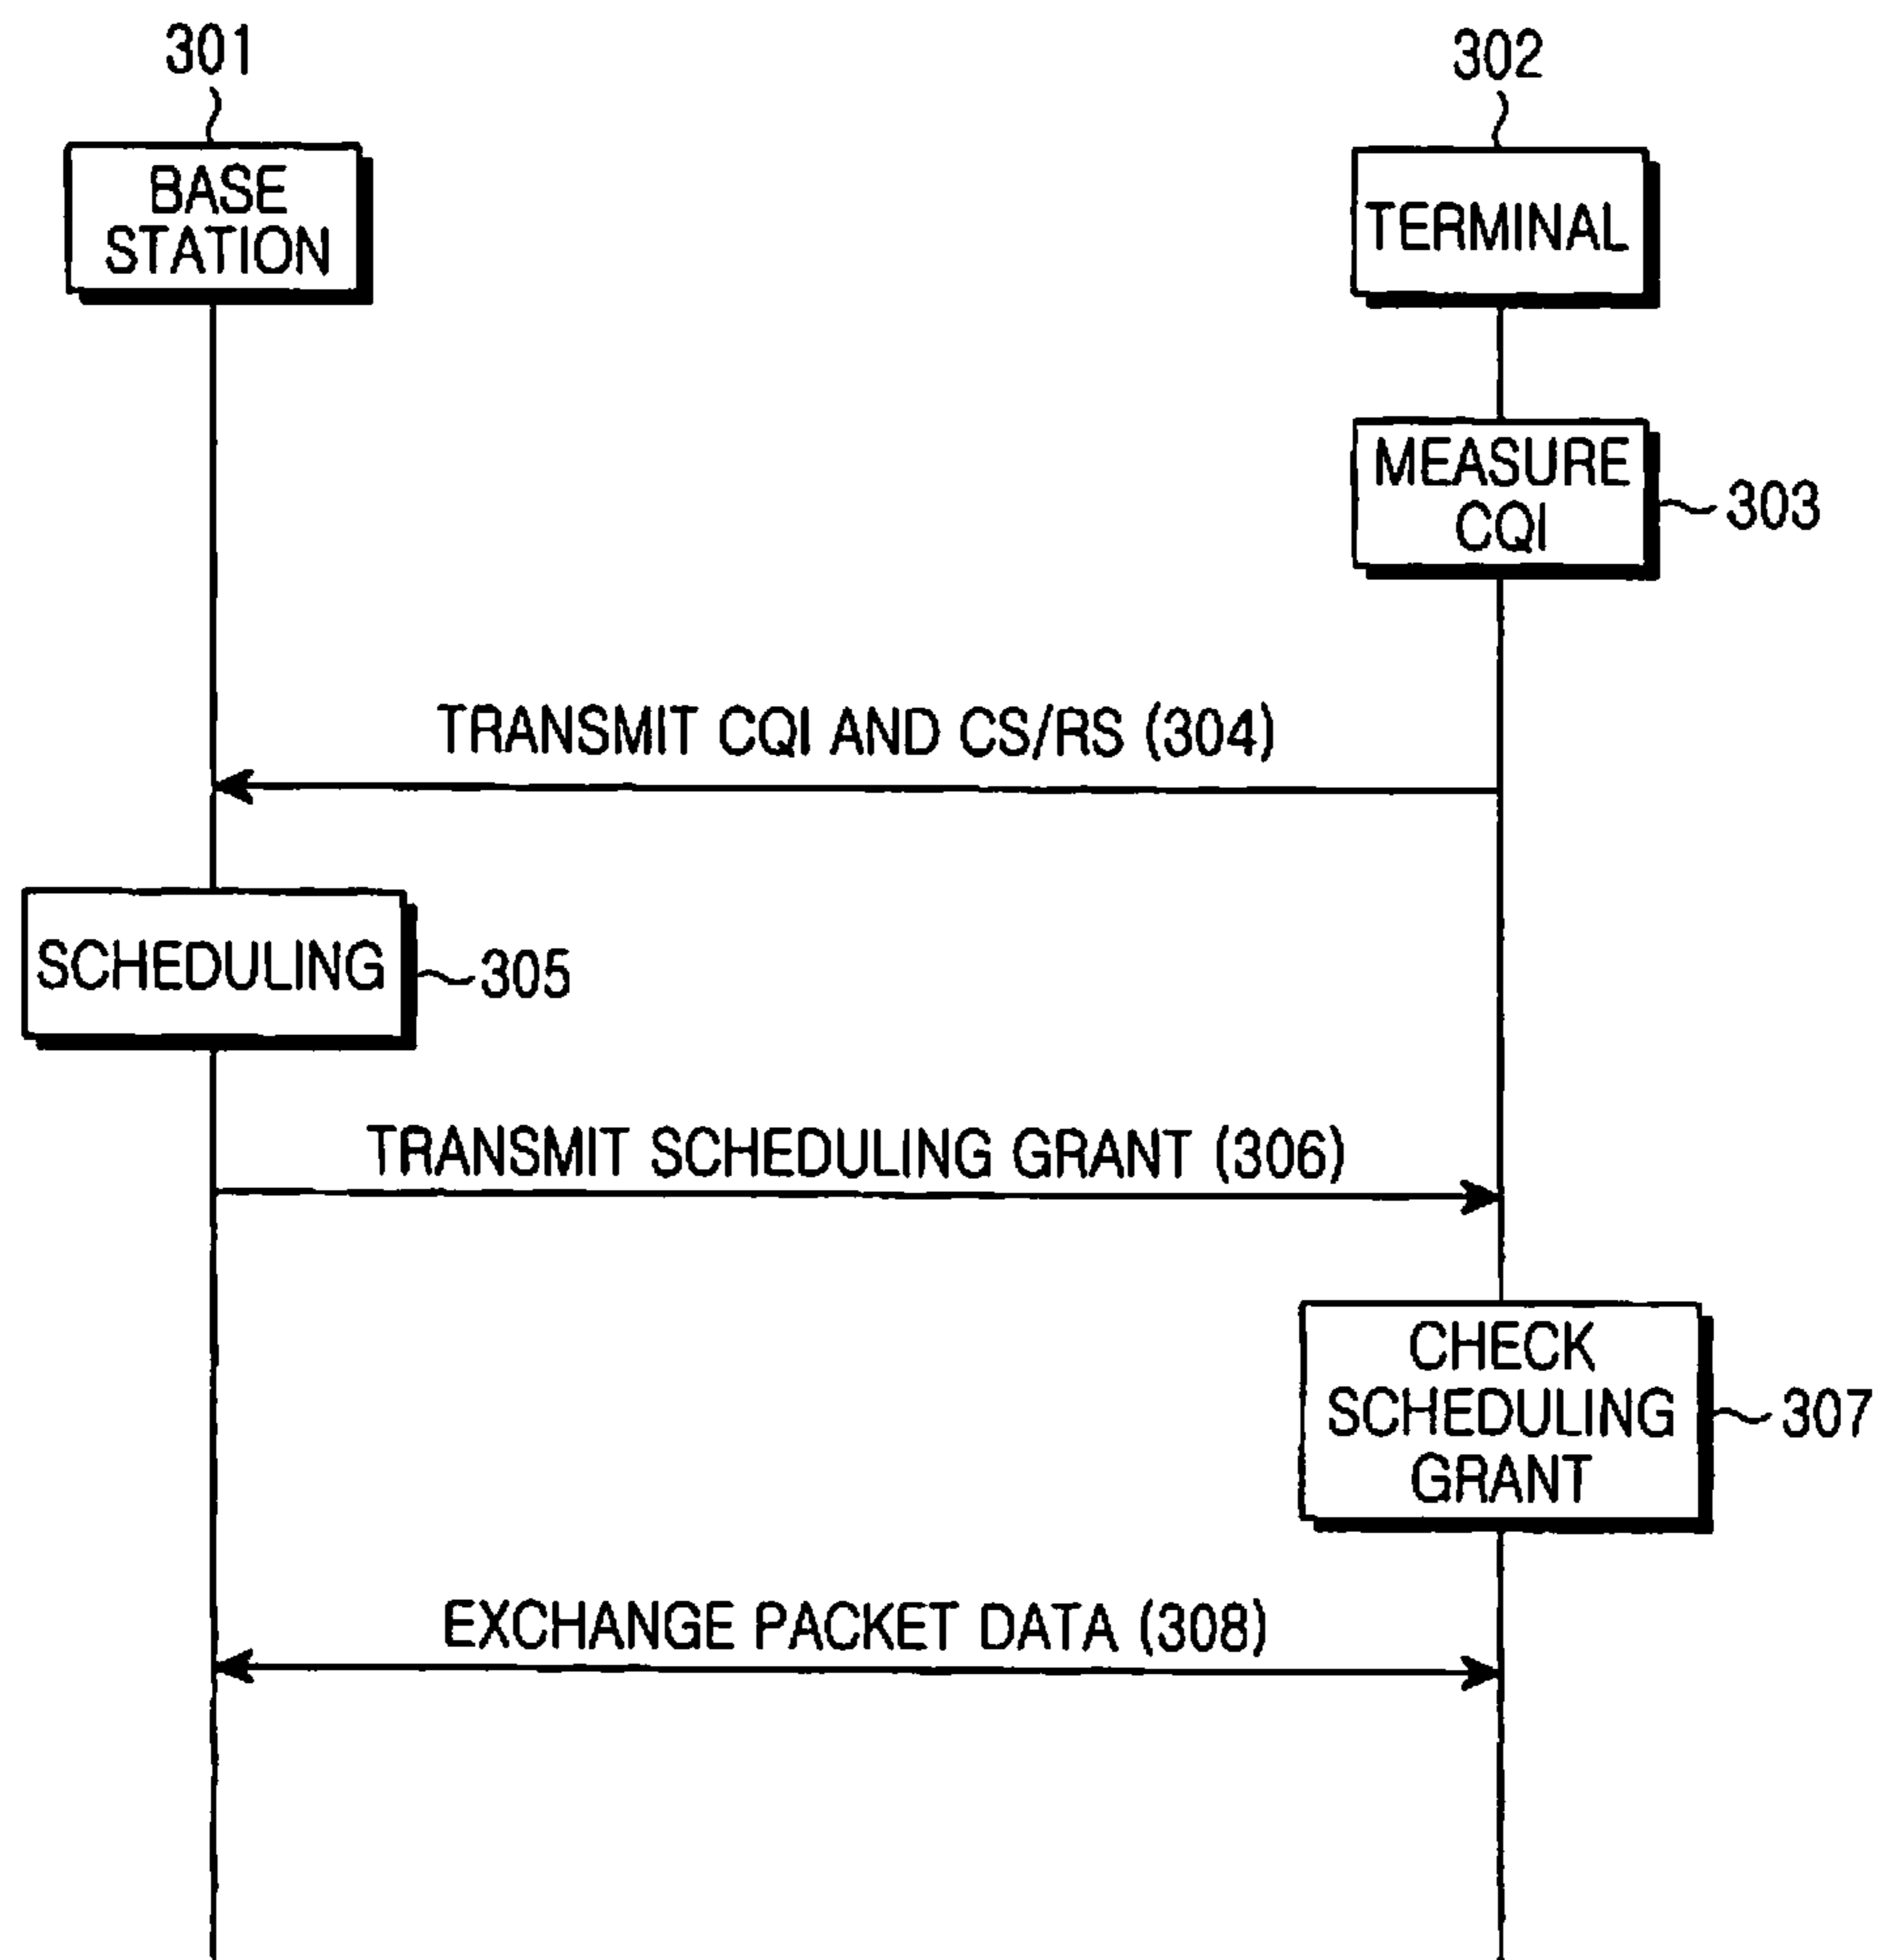 301
302
BASE
STATION
TERMINAL
MEASURE
CQI
303
TRANSMIT CQI AND CS/RS (304)
SCHEDULING
305
TRANSMIT SCHEDULING GRANT (306)
CHECK
SCHEDULING
GRANT
307
EXCHANGE PACKET DATA (308)